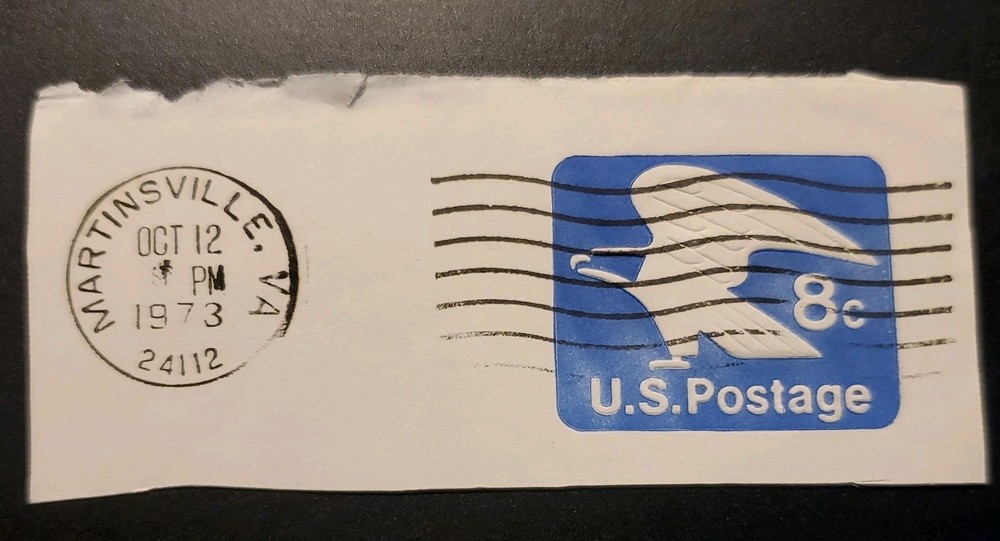 MARTINSVILLE, VA
OCT 12
PM
1973
24112
8c
U.S. Postage